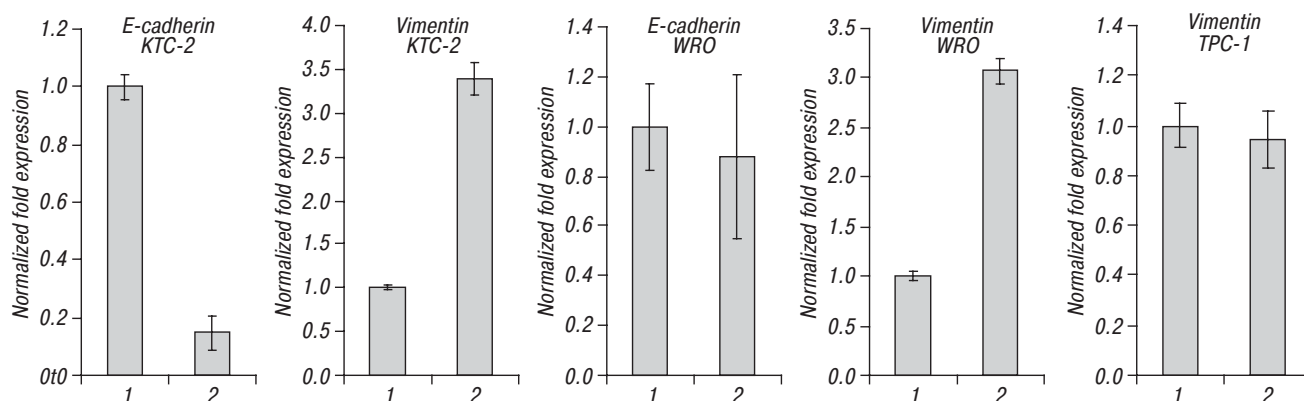 E-cadherin
KTC-2
Normalized fold expression
1.2
1.0
0.8
0.6
0.4
0.2
0t0
1 2
Vimentin
KTC-2
Normalized fold expression
4.0
3.5
3.0
2.5
2.0
1.5
1.0
0.5
0.0
1 2
E-cadherin
WRO
Normalized fold expression
1.4
1.2
1.0
0.8
0.6
0.4
0.2
0.0
1 2
Vimentin
WRO
Normalized fold expression
3.5
3.0
2.5
2.0
1.5
1.0
0.5
0.0
1 2
Vimentin
TPC-1
Normalized fold expression
1.4
1.2
1.0
0.8
0.6
0.4
0.2
0.0
1 2